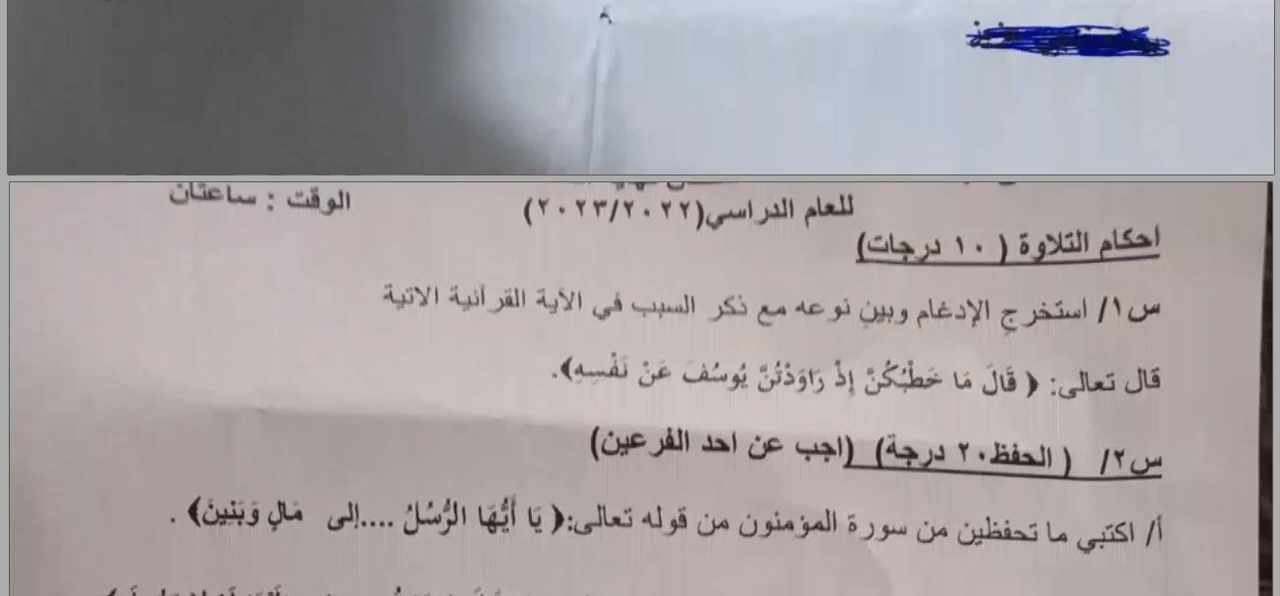 للعام الدراسي(٢٠٢٣/٢٠٢٢) الوقت : ساعتان
احكام التلاوة ( ١٠ درجات)
س١/ استخرج الإدغام وبين نوعه مع ذكر السبب في الآية القرآنية الاتية
قال تعالى: ﴿ قَالَ مَا خَطْبُكُنَّ إِذْ رَاوَدْتُنَّ يُوسُفَ عَنْ نَفْسِهِ﴾.
س٢/ ( الحفظ٢٠ درجة) (اجب عن احد الفرعين)
أ/ اكتبي ما تحفظين من سورة المؤمنون من قوله تعالى:﴿ يَا أَيُّهَا الرُّسُلُ ....إلى مَالٍ وَبَنِينَ﴾ .